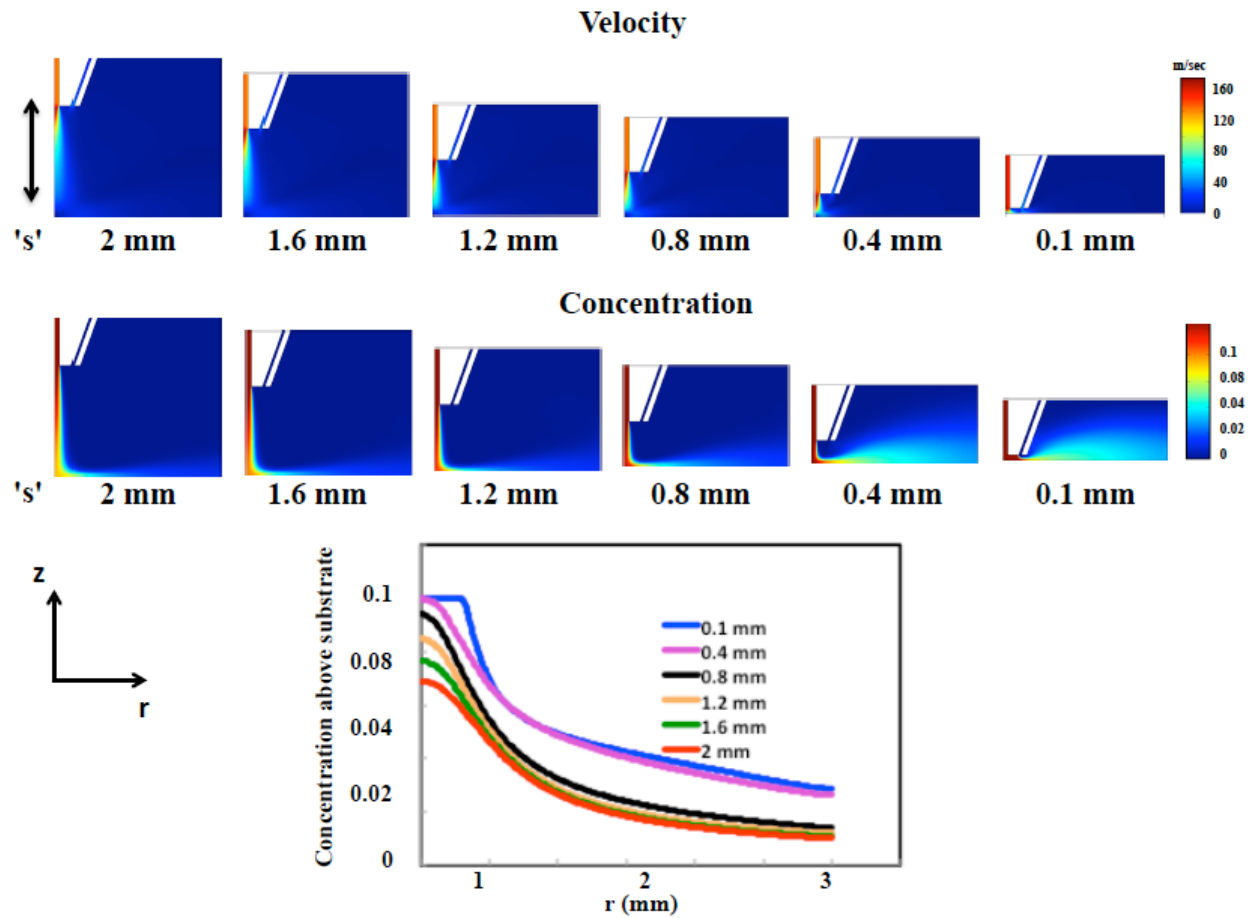 Velocity
m/sec
160
120
80
40
0
's' 2 mm 1.6 mm 1.2 mm 0.8 mm 0.4 mm 0.1 mm
Concentration
0.1
0.08
0.04
0.02
0
's' 2 mm 1.6 mm 1.2 mm 0.8 mm 0.4 mm 0.1 mm
z
r
Concentration above substrate
0.1
0.08
0.04
0.02
0
0.1 mm
0.4 mm
0.8 mm
1.2 mm
1.6 mm
2 mm
1 2 3
r (mm)